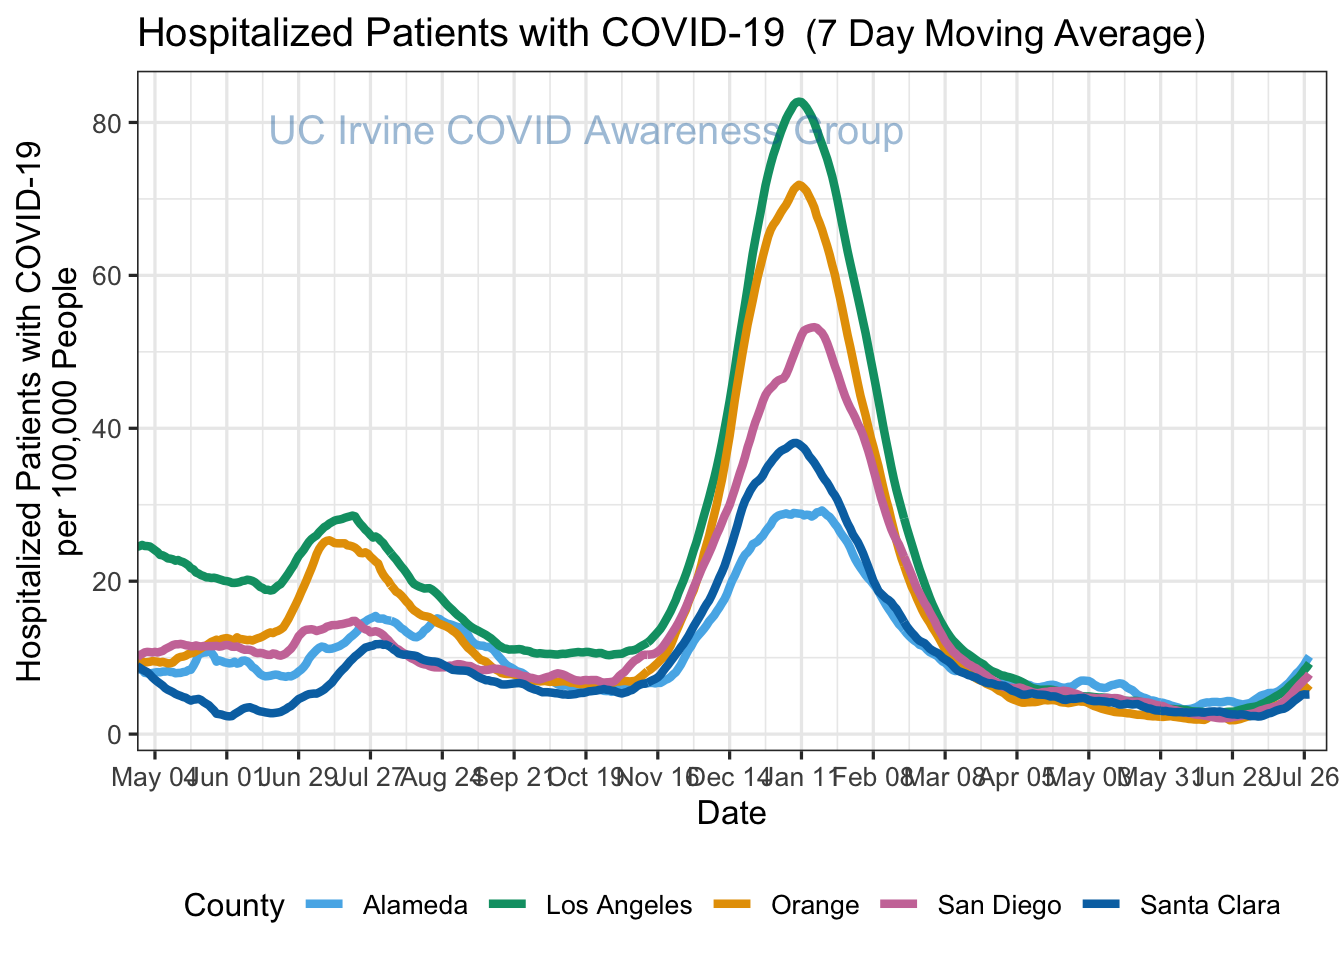 Hospitalized Patients with COVID-19 (7 Day Moving Average)
UC Irvine COVID Awareness Group
Hospitalized Patients with COVID-19
per 100,000 People
80
60
40
20
0
May 04 Jun 01 Jun 29 Jul 27 Aug 24 Sep 21 Oct 19 Nov 16 Dec 14 Jan 11 Feb 08 Mar 08 Apr 05 May 03 May 31 Jun 28 Jul 26
Date
County Alameda Los Angeles Orange San Diego Santa Clara